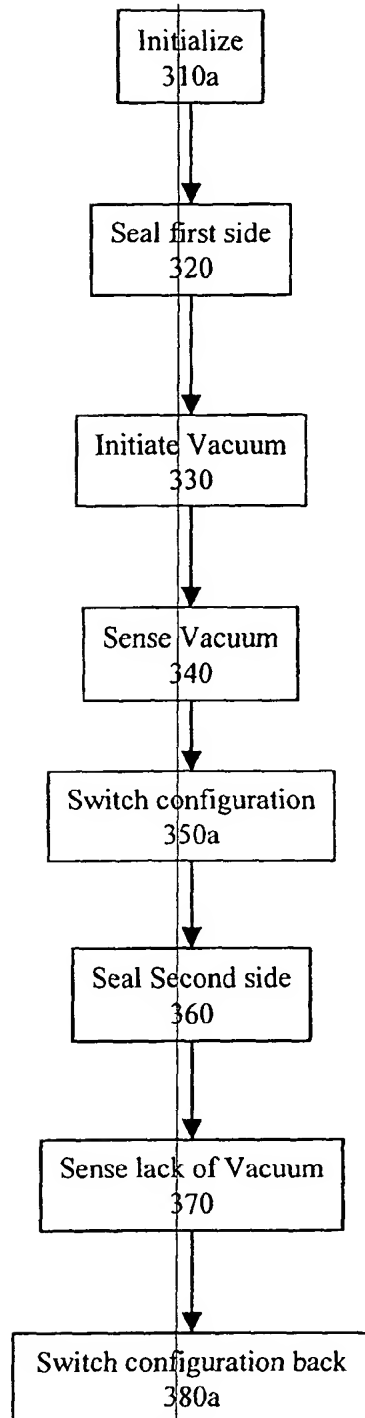 Initialize
310a
Seal first side
320
Initiate Vacuum
330
Sense Vacuum
340
Switch configuration
350a
Seal Second side
360
Sense lack of Vacuum
370
Switch configuration back
380a